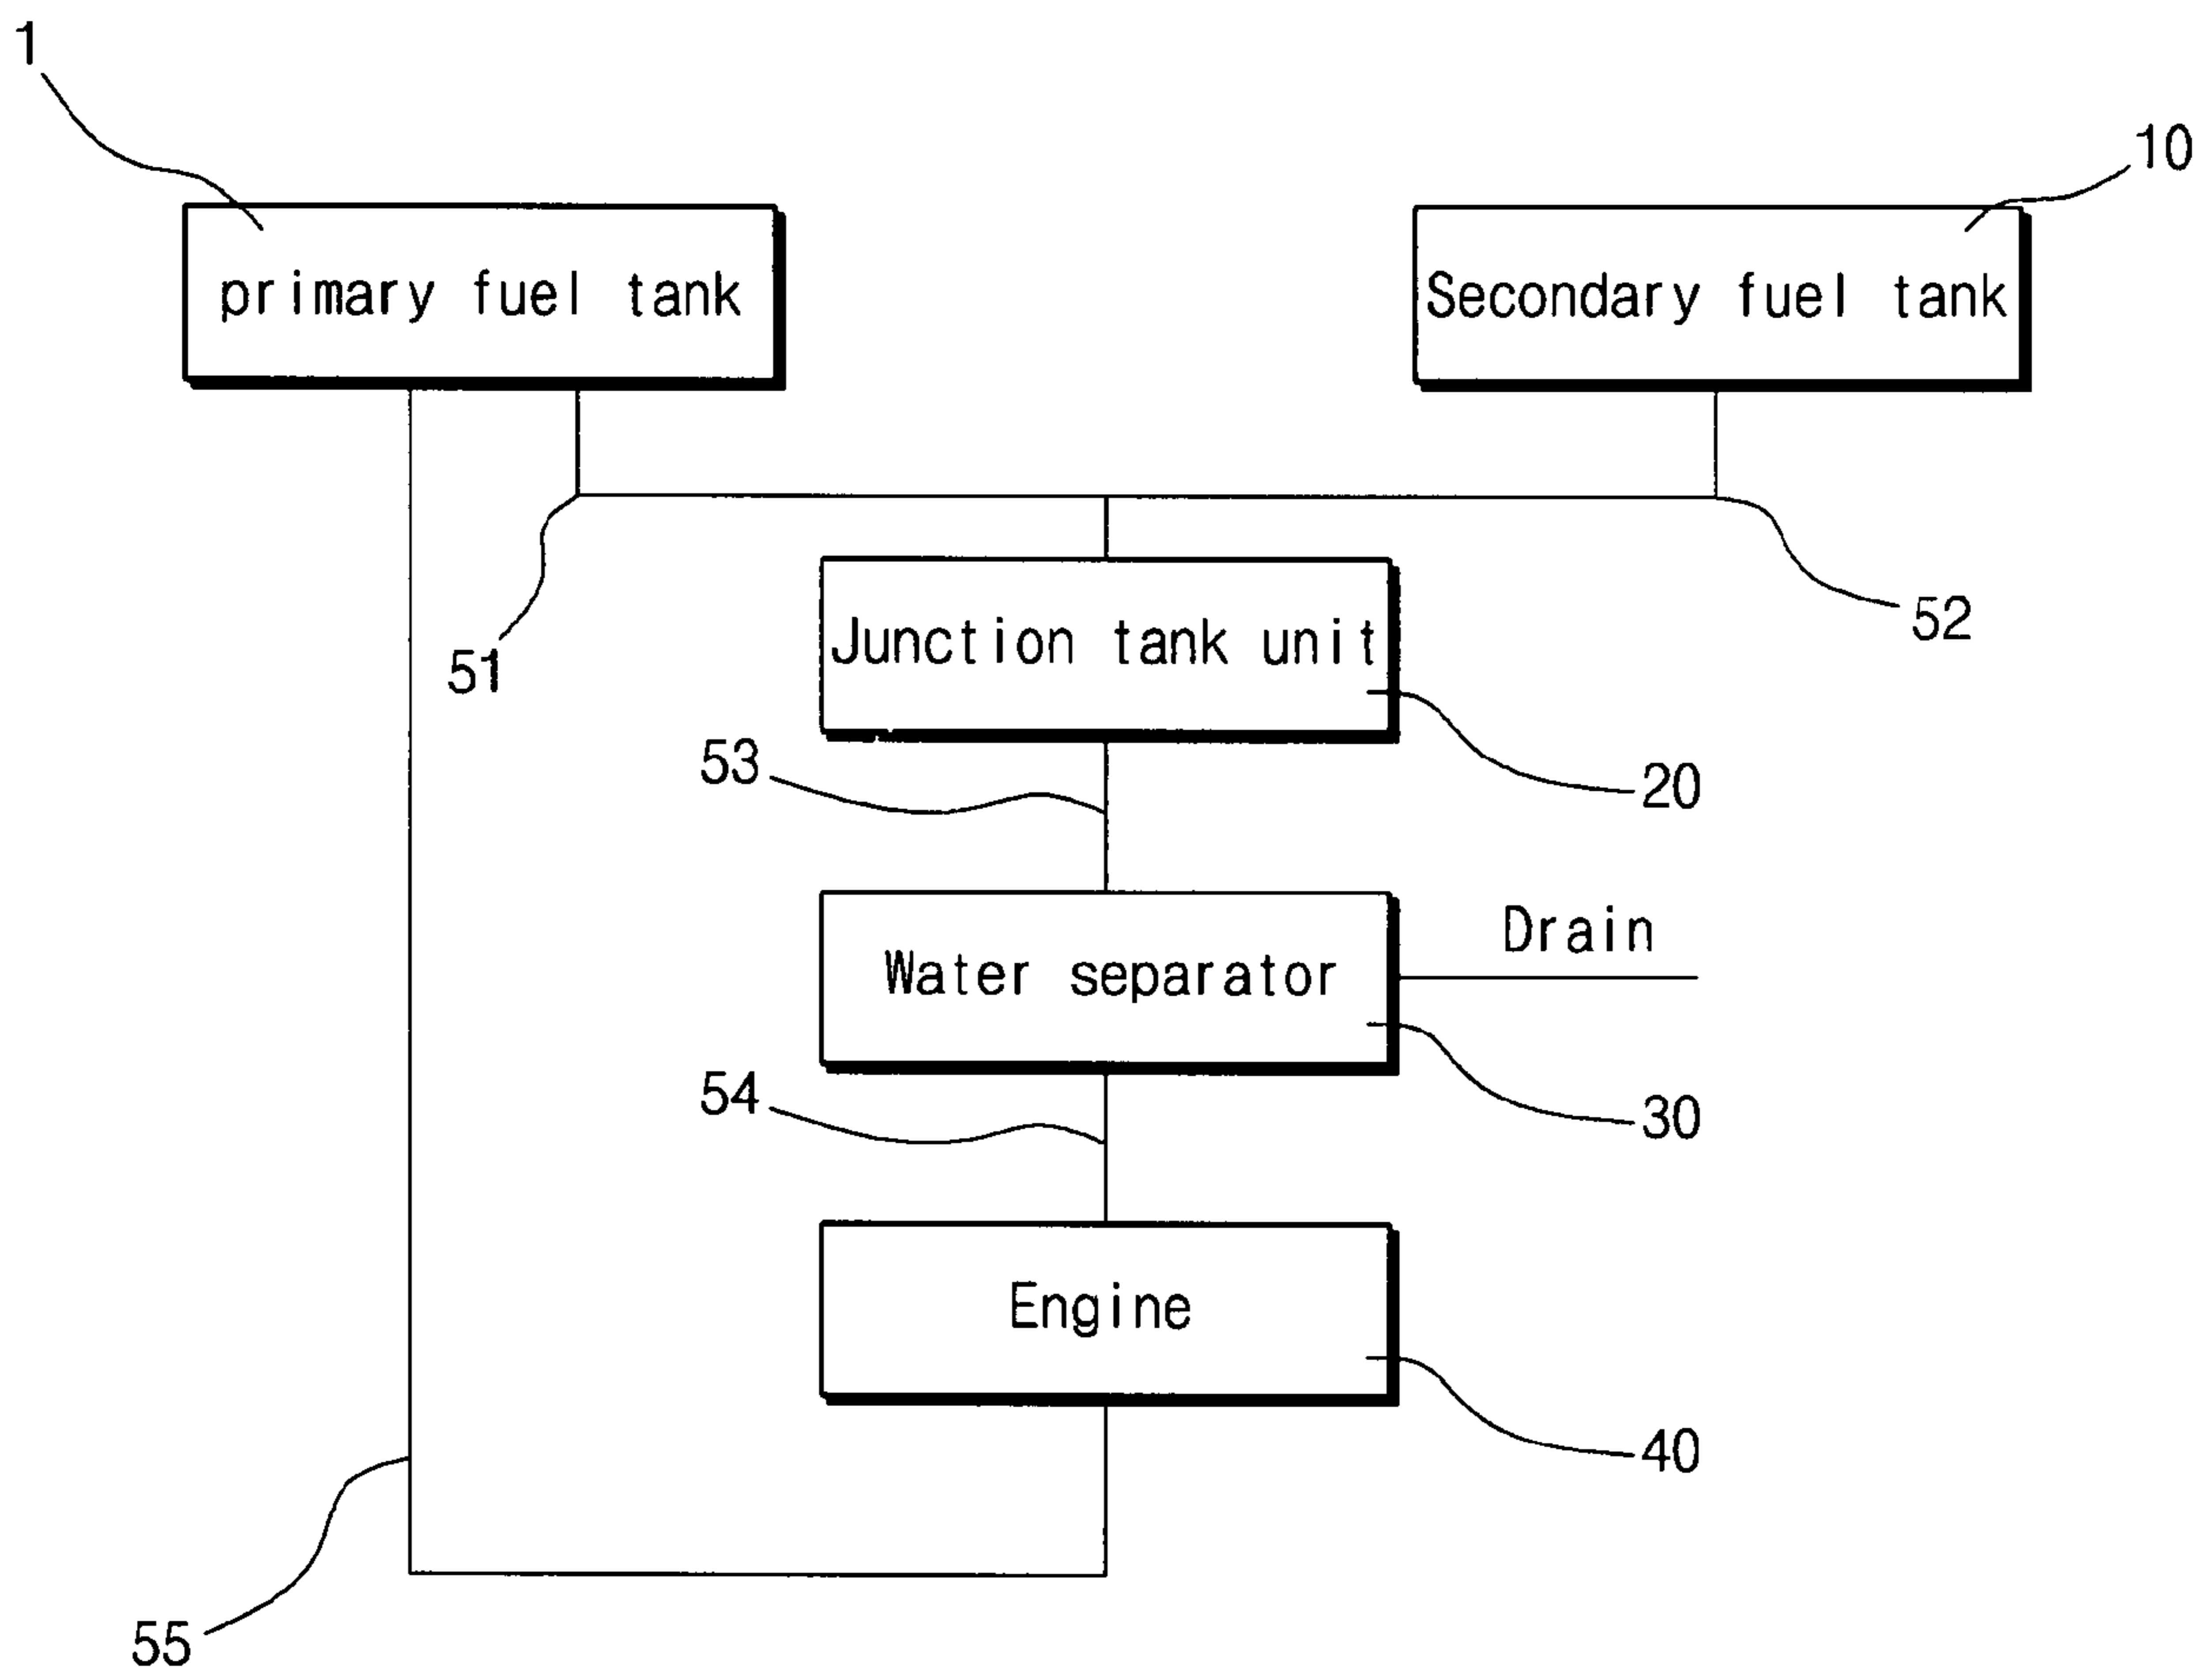 1
10
primary fuel tank
Secondary fuel tank
51
52
Junction tank unit
20
53
Drain
Water separator
30
54
Engine
40
55